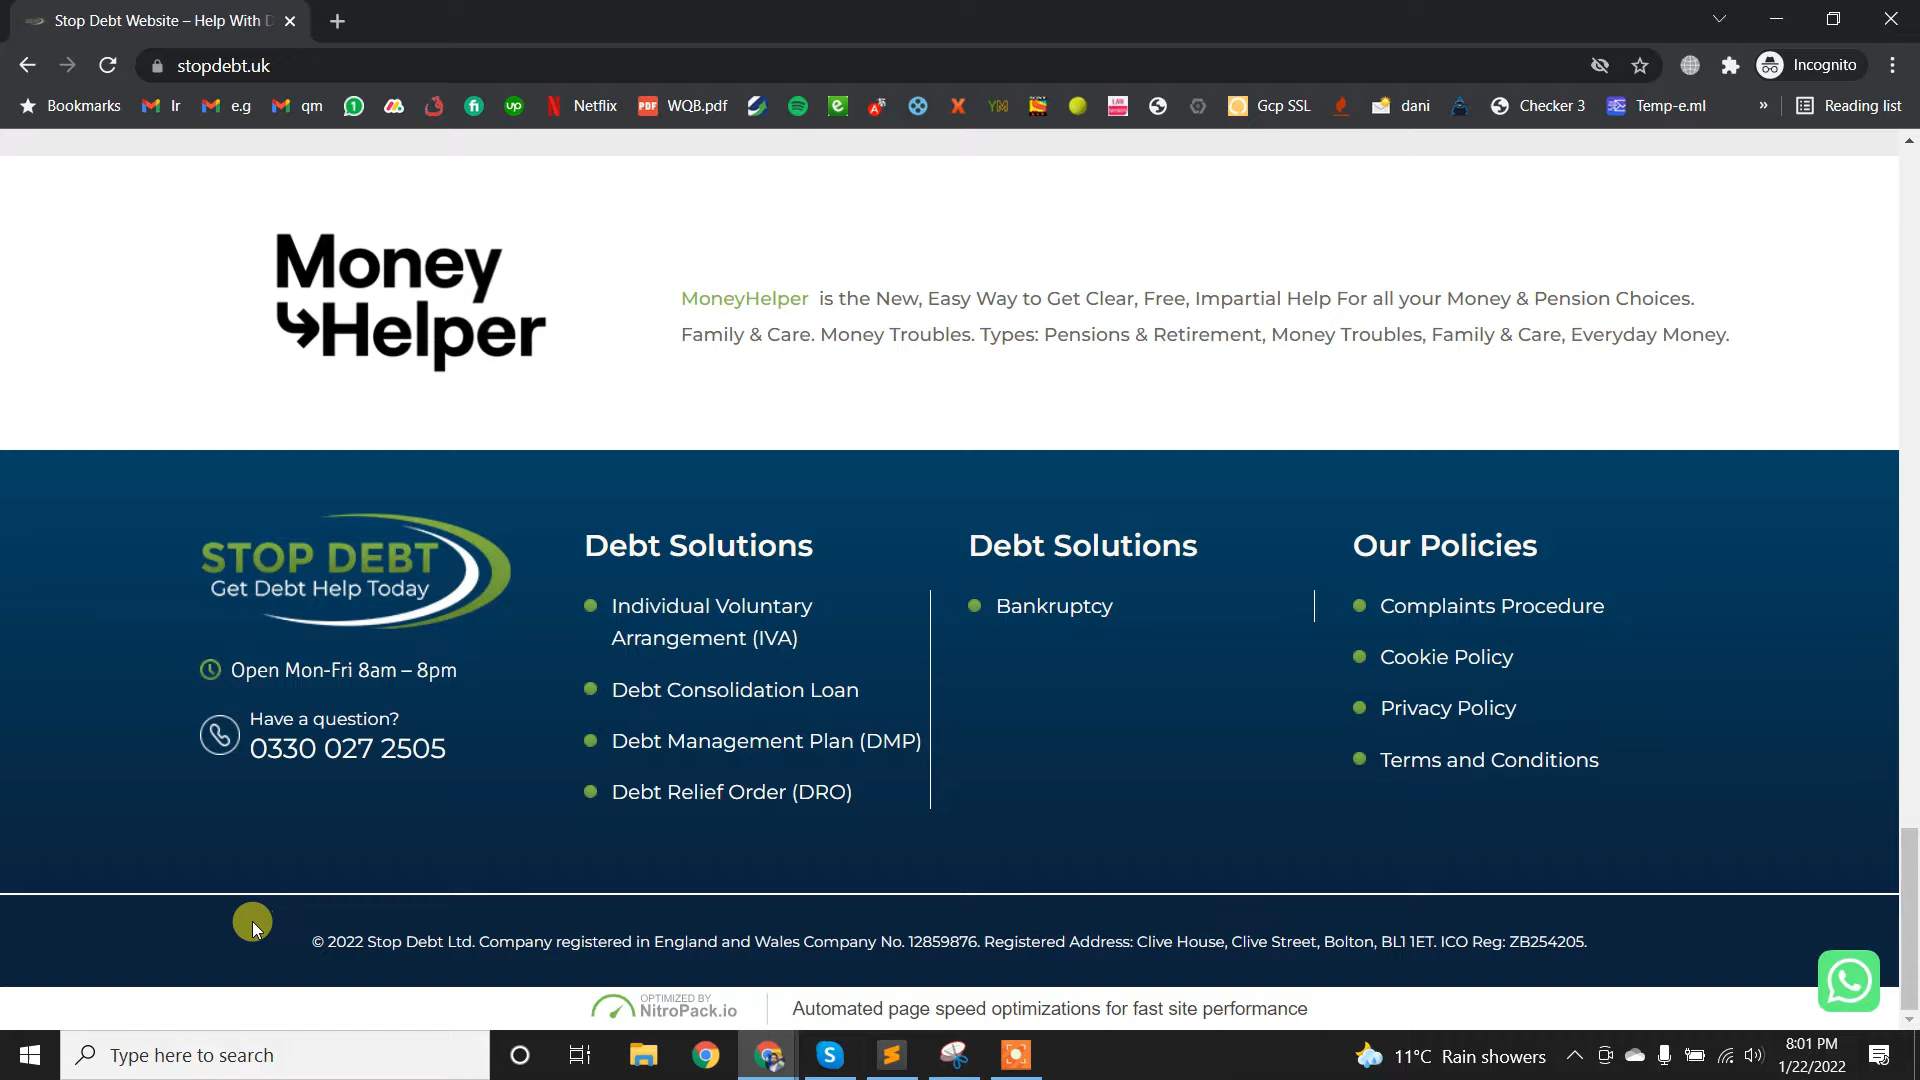 Stop Debt Website – Help With D
stopdebt.uk
Incognito
Bookmarks
Ir
e.g
qm
1
fi
up
Netflix
PDF
WQB.pdf
YM
Gcp SSL
dani
Checker 3
Temp-e.ml
»
Reading list
Money
Helper
MoneyHelper is the New, Easy Way to Get Clear, Free, Impartial Help For all your Money & Pension Choices.
Family & Care. Money Troubles. Types: Pensions & Retirement, Money Troubles, Family & Care, Everyday Money.
STOP DEBT
Get Debt Help Today
Open Mon-Fri 8am – 8pm
Have a question?
0330 027 2505
Debt Solutions
Individual Voluntary
Arrangement (IVA)
Debt Consolidation Loan
Debt Management Plan (DMP)
Debt Relief Order (DRO)
Debt Solutions
Bankruptcy
Our Policies
Complaints Procedure
Cookie Policy
Privacy Policy
Terms and Conditions
© 2022 Stop Debt Ltd. Company registered in England and Wales Company No. 12859876. Registered Address: Clive House, Clive Street, Bolton, BL1 1ET. ICO Reg: ZB254205.
OPTIMIZED BY
NitroPack.io
Automated page speed optimizations for fast site performance
Type here to search
11°C Rain showers
8:01 PM
1/22/2022